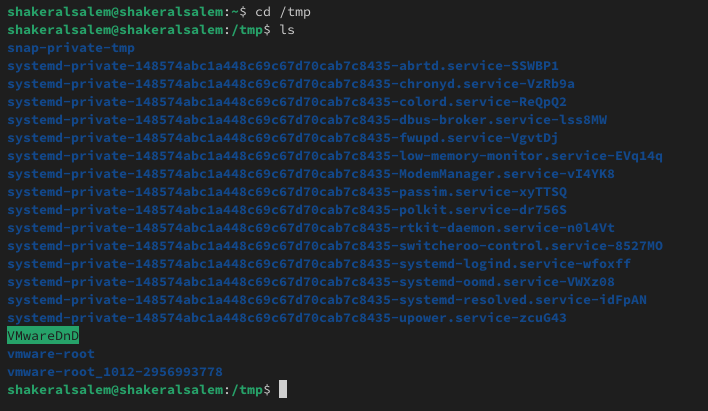 shakeralsalem@shakeralsalem:~$ cd /tmp
shakeralsalem@shakeralsalem:/tmp$ ls
snap-private-tmp
systemd-private-148574abc1a448c69c67d70cab7c8435-abrtd.service-SSWBP1
systemd-private-148574abc1a448c69c67d70cab7c8435-chronyd.service-VzRb9a
systemd-private-148574abc1a448c69c67d70cab7c8435-colord.service-ReQpQ2
systemd-private-148574abc1a448c69c67d70cab7c8435-dbus-broker.service-lss8MW
systemd-private-148574abc1a448c69c67d70cab7c8435-fwupd.service-VgvtDj
systemd-private-148574abc1a448c69c67d70cab7c8435-low-memory-monitor.service-EVq14q
systemd-private-148574abc1a448c69c67d70cab7c8435-ModemManager.service-vI4YK8
systemd-private-148574abc1a448c69c67d70cab7c8435-passim.service-xyTTSQ
systemd-private-148574abc1a448c69c67d70cab7c8435-polkit.service-dr756S
systemd-private-148574abc1a448c69c67d70cab7c8435-rtkit-daemon.service-n0l4Vt
systemd-private-148574abc1a448c69c67d70cab7c8435-switcheroo-control.service-8527MO
systemd-private-148574abc1a448c69c67d70cab7c8435-systemd-logind.service-wfoxff
systemd-private-148574abc1a448c69c67d70cab7c8435-systemd-oomd.service-VWXz08
systemd-private-148574abc1a448c69c67d70cab7c8435-systemd-resolved.service-idFpAN
systemd-private-148574abc1a448c69c67d70cab7c8435-upower.service-zcuG43
VMwareDnD
vmware-root
vmware-root_1012-2956993778
shakeralsalem@shakeralsalem:/tmp$